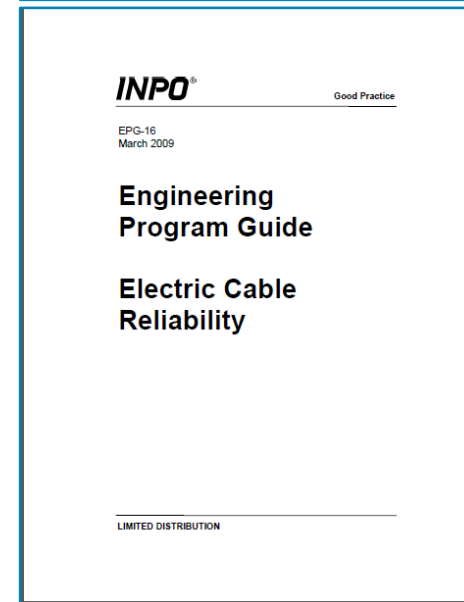 INPO®
Good Practice
EPG-16
March 2009
Engineering
Program Guide
Electric Cable
Reliability
LIMITED DISTRIBUTION